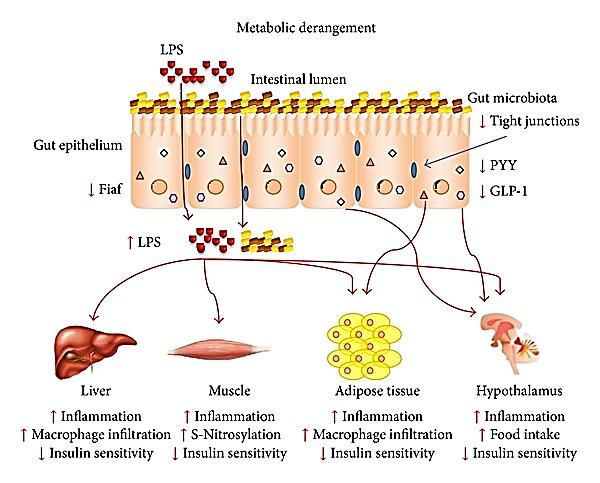 Metabolic derangement
LPS
Intestinal lumen
Gut microbiota
↓ Tight junctions
Gut epithelium
↓ PYY
↓ Fiaf
↓ GLP-1
↑ LPS
Liver
↑ Inflammation
↑ Macrophage infiltration
↓ Insulin sensitivity
Muscle
↑ Inflammation
↑ S-Nitrosylation
↓ Insulin sensitivity
Adipose tissue
↑ Inflammation
↑ Macrophage infiltration
↓ Insulin sensitivity
Hypothalamus
↑ Inflammation
↑ Food intake
↓ Insulin sensitivity